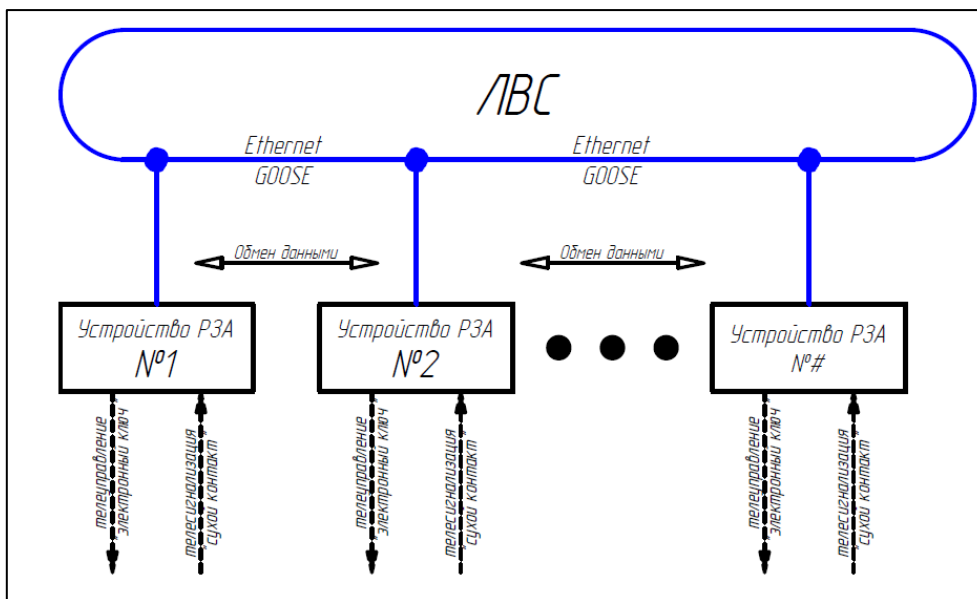 ЛВС
Ethernet
GOOSE
Ethernet
GOOSE
Обмен данными
Обмен данными
Устройство РЗА
№1
Устройство РЗА
№2
Устройство РЗА
№#
телеуправление
"электронный ключ"
телесигнализация
"сухой контакт"
телеуправление
"электронный ключ"
телесигнализация
"сухой контакт"
телеуправление
"электронный ключ"
телесигнализация
"сухой контакт"